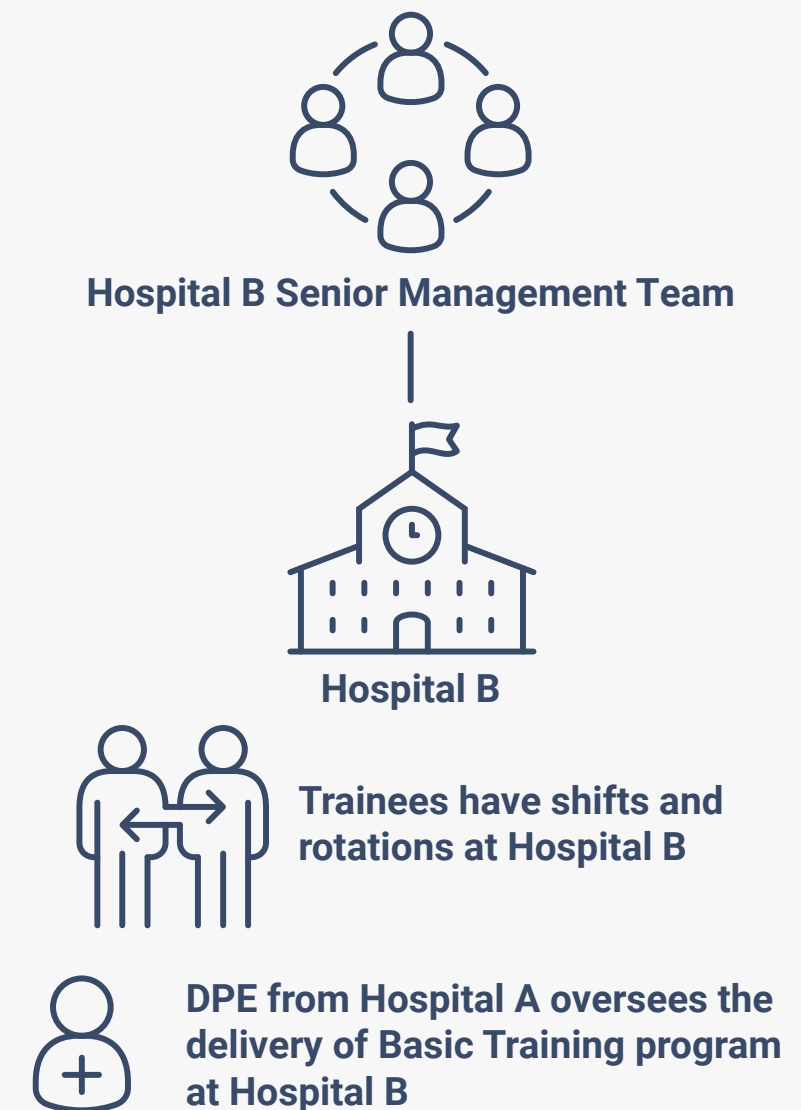 Hospital B Senior Management Team
Hospital B
Trainees have shifts and
rotations at Hospital B
DPE from Hospital A oversees the
delivery of Basic Training program
at Hospital B